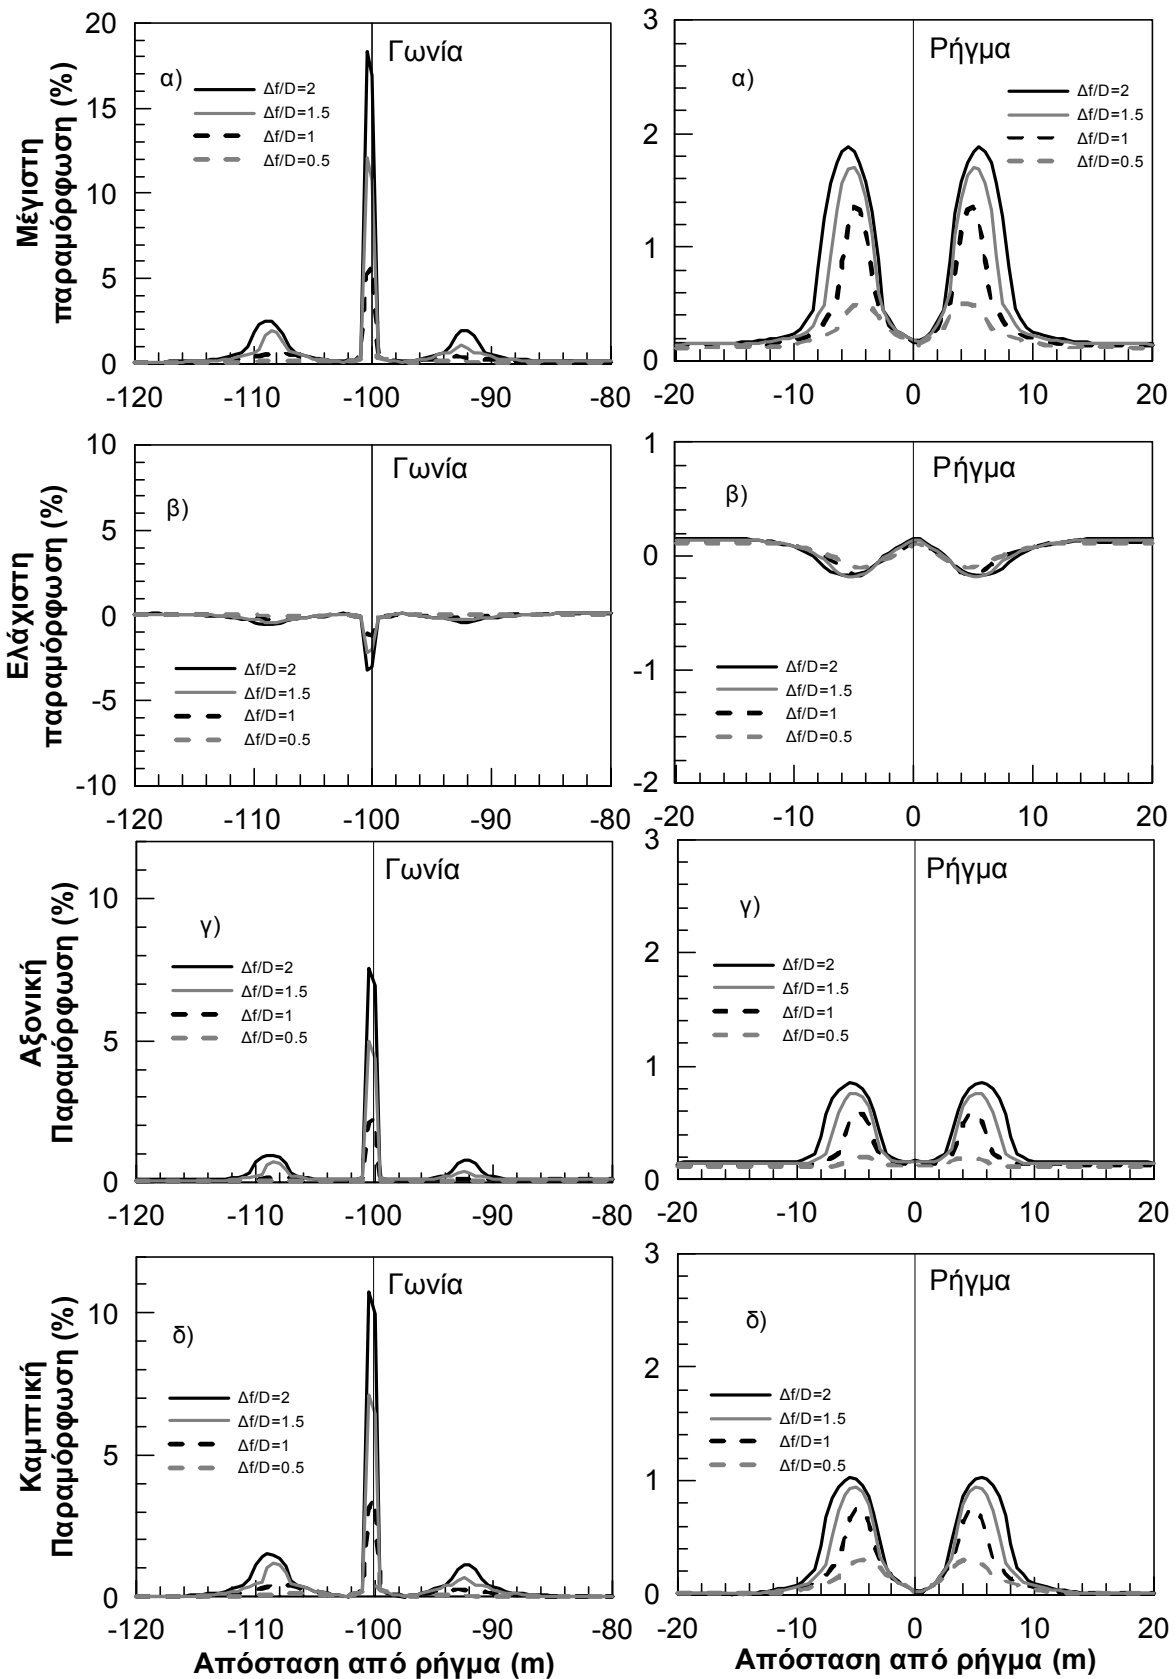 Μέγιστη
παραμόρφωση (%)
20
15
10
5
0
α)
Γωνία
Δf/D=2
Δf/D=1.5
Δf/D=1
Δf/D=0.5
-120 -110 -100 -90 -80
3
2
1
0
α)
Ρήγμα
Δf/D=2
Δf/D=1.5
Δf/D=1
Δf/D=0.5
-20 -10 0 10 20
Ελάχιστη
παραμόρφωση (%)
10
5
0
-5
-10
β)
Γωνία
Δf/D=2
Δf/D=1.5
Δf/D=1
Δf/D=0.5
-120 -110 -100 -90 -80
1
0
-1
-2
β)
Ρήγμα
Δf/D=2
Δf/D=1.5
Δf/D=1
Δf/D=0.5
-20 -10 0 10 20
Αξονική
Παραμόρφωση (%)
10
5
0
γ)
Γωνία
Δf/D=2
Δf/D=1.5
Δf/D=1
Δf/D=0.5
-120 -110 -100 -90 -80
3
2
1
0
γ)
Ρήγμα
Δf/D=2
Δf/D=1.5
Δf/D=1
Δf/D=0.5
-20 -10 0 10 20
Καμπτική
Παραμόρφωση (%)
10
5
0
δ)
Γωνία
Δf/D=2
Δf/D=1.5
Δf/D=1
Δf/D=0.5
-120 -110 -100 -90 -80
Απόσταση από ρήγμα (m)
3
2
1
0
δ)
Ρήγμα
Δf/D=2
Δf/D=1.5
Δf/D=1
Δf/D=0.5
-20 -10 0 10 20
Απόσταση από ρήγμα (m)